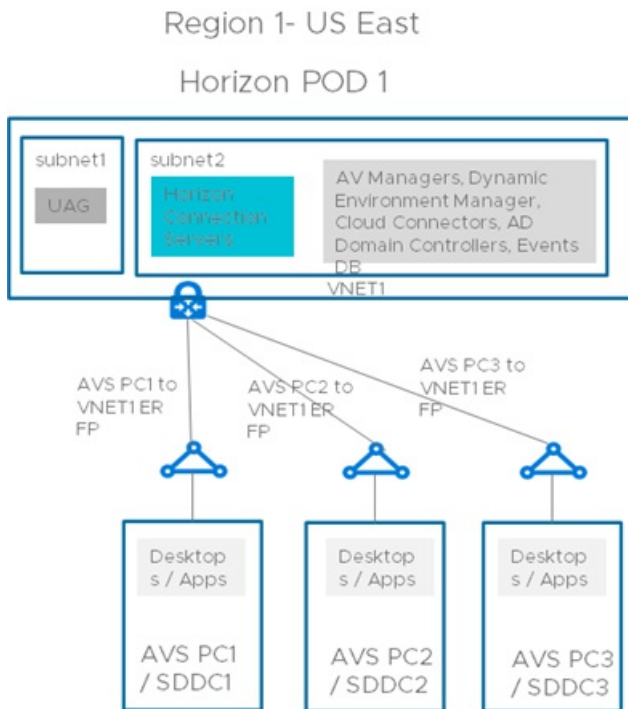 Region 1- US East
Horizon POD 1
subnet1
UAG
subnet2
Horizon
Connection
Servers
AV Managers, Dynamic
Environment Manager,
Cloud Connectors, AD
Domain Controllers, Events
DB
VNET1
AVS PC1 to
VNET1 ER
FP
AVS PC2 to
VNET1 ER
FP
AVS PC3 to
VNET1 ER
FP
Desktop
s / Apps
AVS PC1
/ SDDC1
Desktop
s / Apps
AVS PC2
/ SDDC2
Desktop
s / Apps
AVS PC3
/ SDDC3